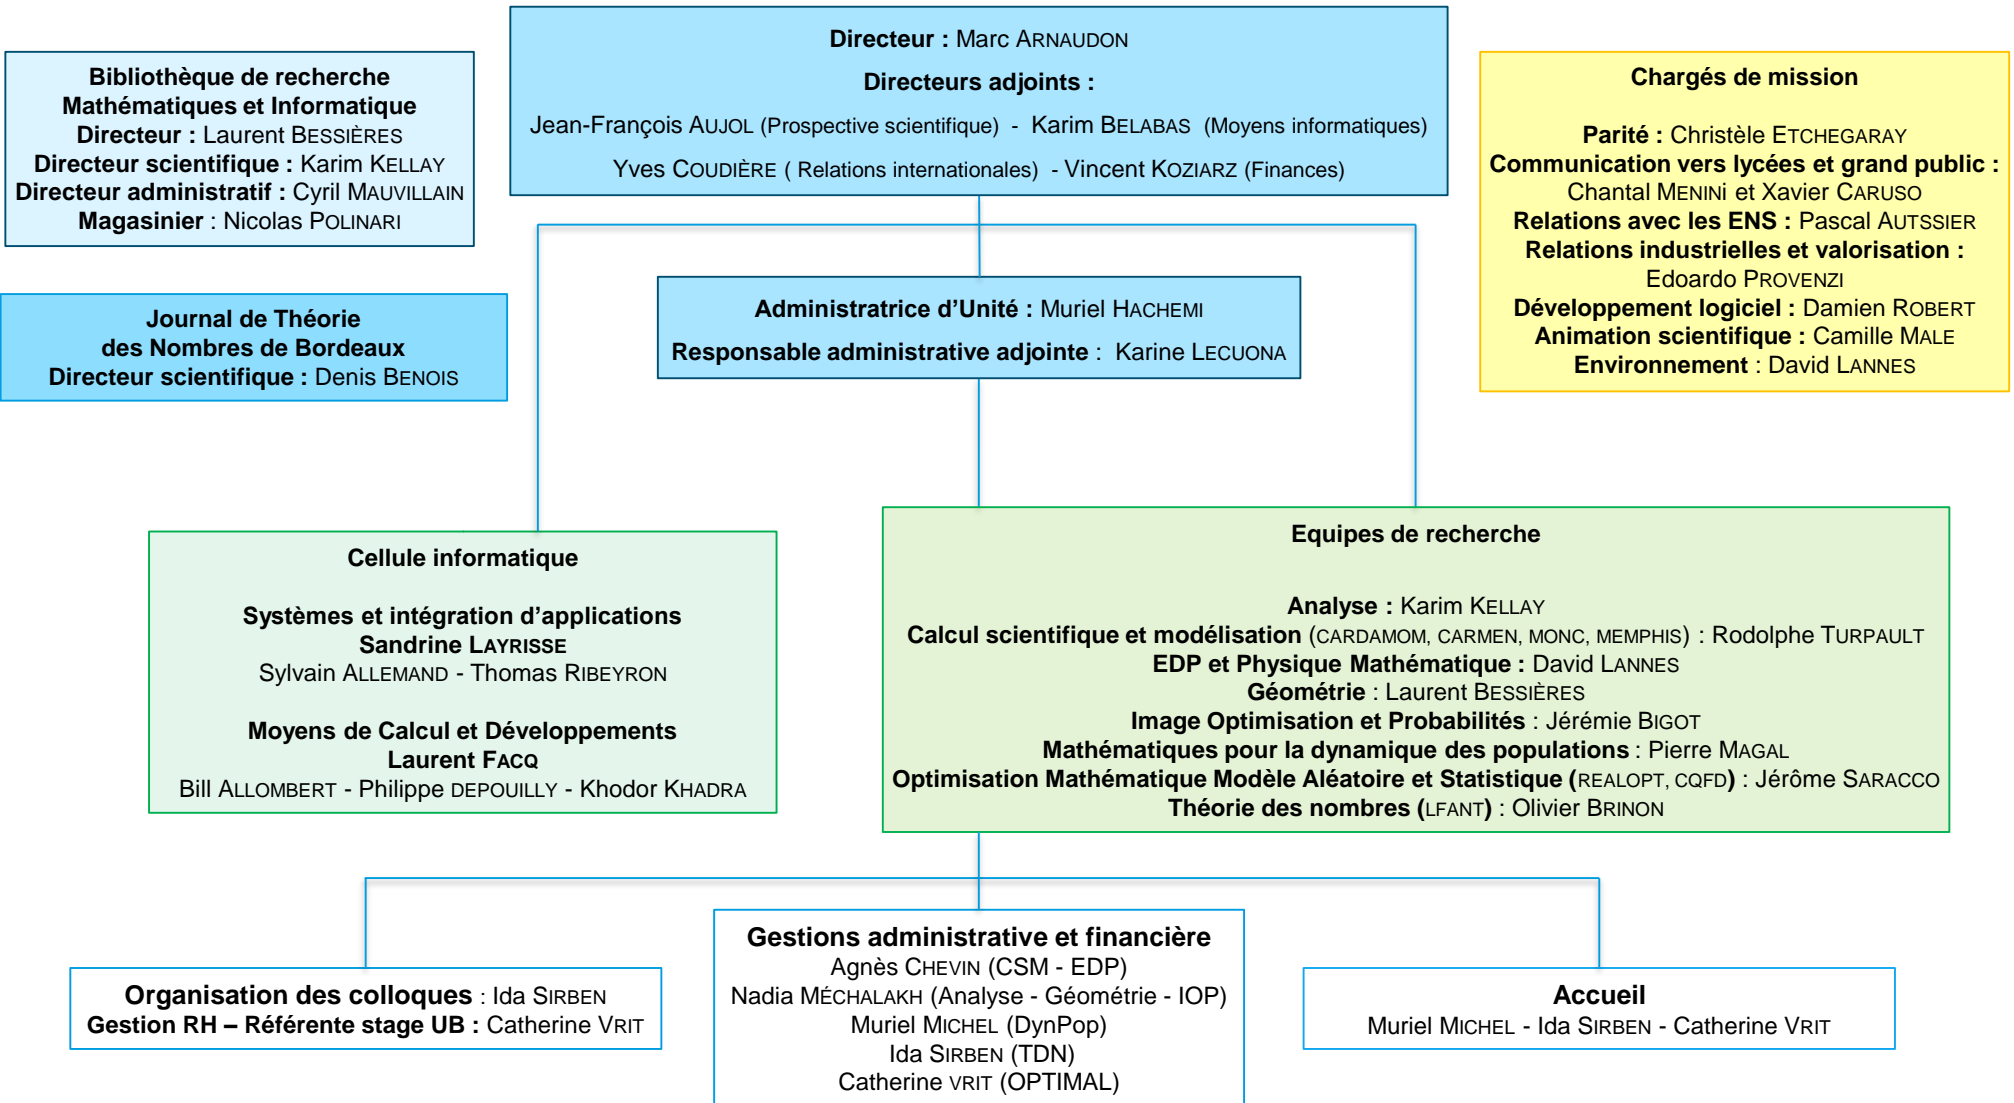 Directeur : Marc ARNAUDON
Directeurs adjoints :
Jean-François AUJOL (Prospective scientifique) - Karim BELABAS (Moyens informatiques)
Yves COUDIÈRE ( Relations internationales) - Vincent KOZIARZ (Finances)
Bibliothèque de recherche
Mathématiques et Informatique
Directeur : Laurent BESSIÈRES
Directeur scientifique : Karim KELLAY
Directeur administratif : Cyril MAUVILLAIN
Magasinier : Nicolas POLINARI
Chargés de mission
Parité : Christèle ETCHEGARAY
Communication vers lycées et grand public :
Chantal MENINI et Xavier CARUSO
Relations avec les ENS : Pascal AUTSSIER
Relations industrielles et valorisation :
Edoardo PROVENZI
Développement logiciel : Damien ROBERT
Animation scientifique : Camille MALE
Environnement : David LANNES
Journal de Théorie
des Nombres de Bordeaux
Directeur scientifique : Denis BENOIS
Administratrice d’Unité : Muriel HACHEMI
Responsable administrative adjointe : Karine LECUONA
Cellule informatique
Systèmes et intégration d’applications
Sandrine LAYRISSE
Sylvain ALLEMAND - Thomas RIBEYRON
Moyens de Calcul et Développements
Laurent FACQ
Bill ALLOMBERT - Philippe DEPOUILLY - Khodor KHADRA
Equipes de recherche
Analyse : Karim KELLAY
Calcul scientifique et modélisation (CARDAMOM, CARMEN, MONC, MEMPHIS) : Rodolphe TURPAULT
EDP et Physique Mathématique : David LANNES
Géométrie : Laurent BESSIÈRES
Image Optimisation et Probabilités : Jérémie BIGOT
Mathématiques pour la dynamique des populations : Pierre MAGAL
Optimisation Mathématique Modèle Aléatoire et Statistique (REALOPT, CQFD) : Jérôme SARACCO
Théorie des nombres (LFANT) : Olivier BRINON
Organisation des colloques : Ida SIRBEN
Gestion RH – Référente stage UB : Catherine VRIT
Gestions administrative et financière
Agnès CHEVIN (CSM - EDP)
Nadia MÉCHALAKH (Analyse - Géométrie - IOP)
Muriel MICHEL (DynPop)
Ida SIRBEN (TDN)
Catherine VRIT (OPTIMAL)
Accueil
Muriel MICHEL - Ida SIRBEN - Catherine VRIT